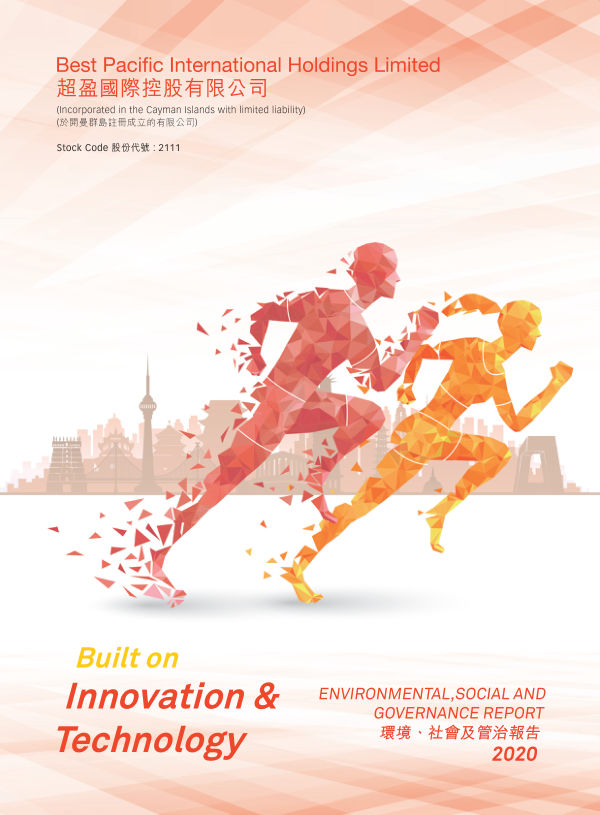 Best Pacific International Holdings Limited
超盈國際控股有限公司
(Incorporated in the Cayman Islands with limited liability)
(於開曼群島註冊成立的有限公司)
Stock Code 股份代號 : 2111
Built on
Innovation &
Technology
ENVIRONMENTAL,SOCIAL AND
GOVERNANCE REPORT
環境、社會及管治報告
2020